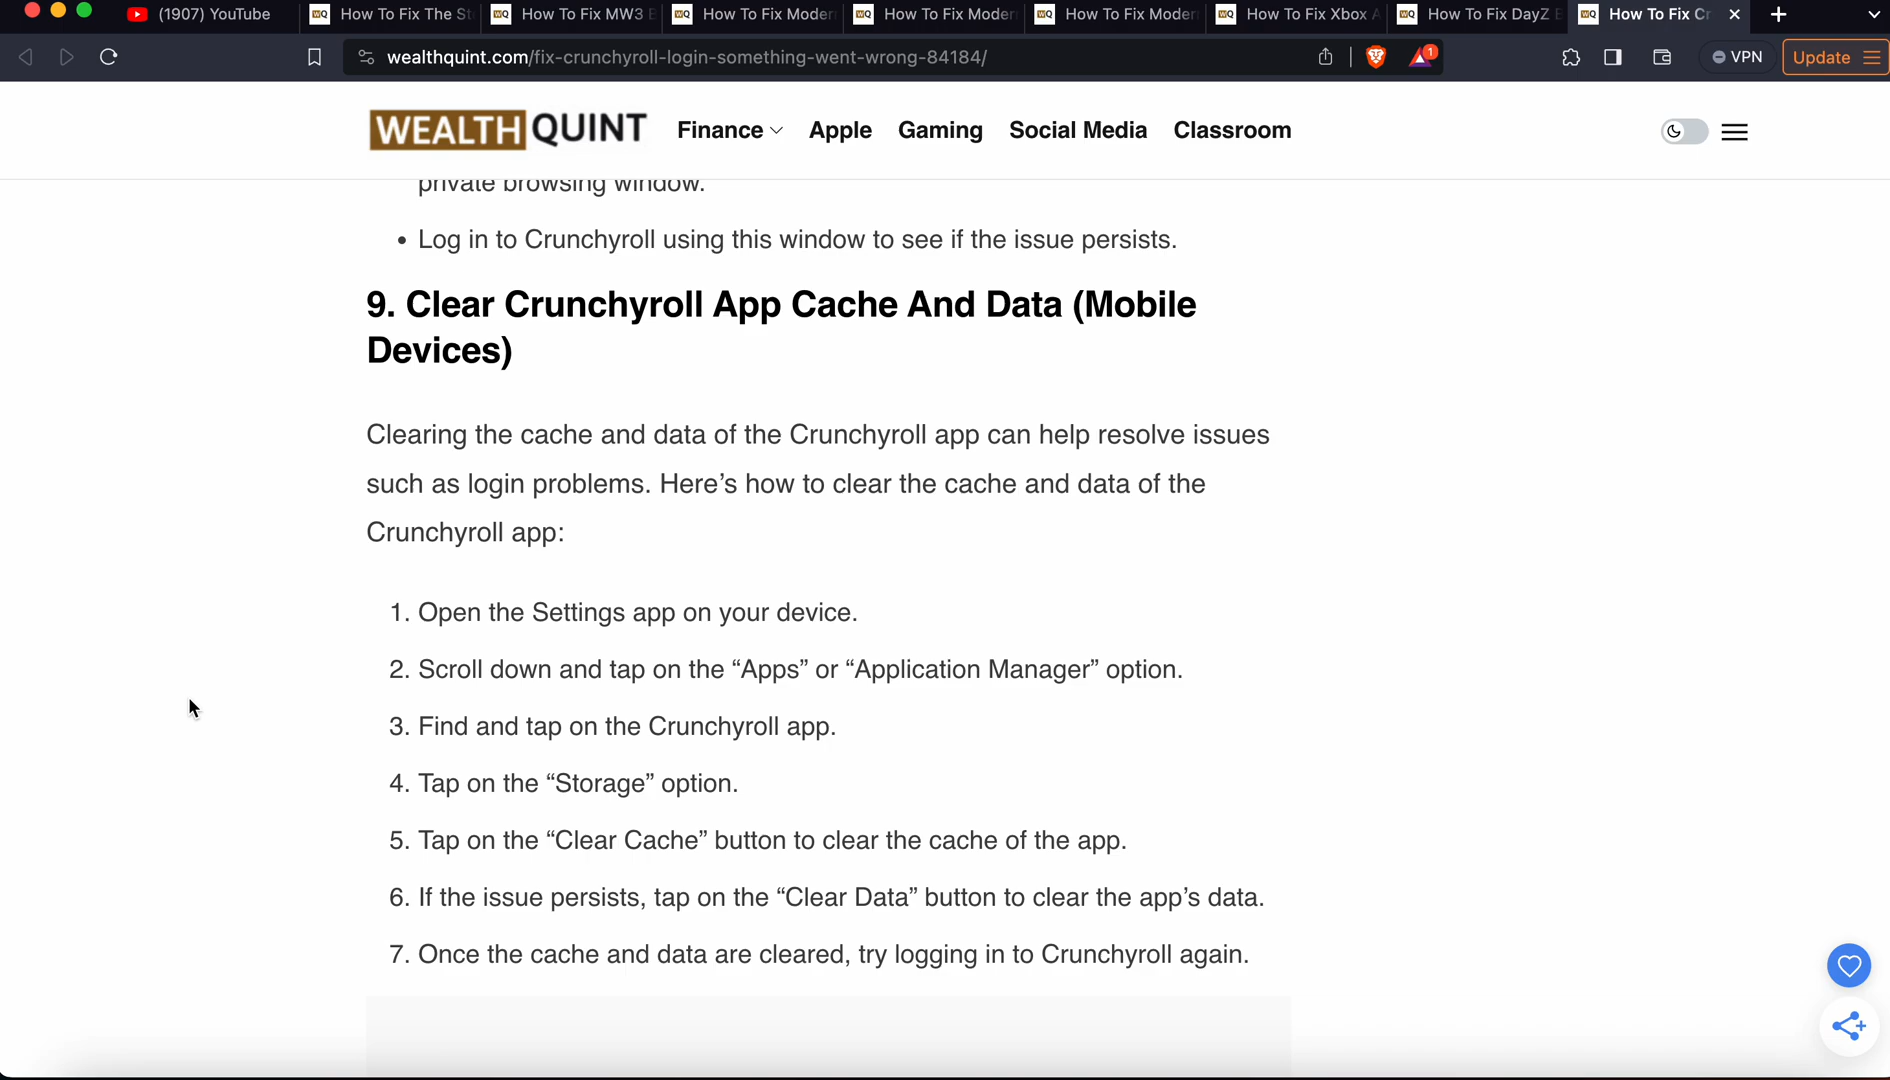 (1907) YouTube
How To Fix The St
How To Fix MW3 E
How To Fix Moder
How To Fix Moder
How To Fix Moder
How To Fix Xbox A
How To Fix DayZ E
How To Fix Cr
wealthquint.com/fix-crunchyroll-login-something-went-wrong-84184/
1
VPN
Update
WEALTH QUINT
Finance
Apple
Gaming
Social Media
Classroom
private browsing window.
• Log in to Crunchyroll using this window to see if the issue persists.
9. Clear Crunchyroll App Cache And Data (Mobile
Devices)
Clearing the cache and data of the Crunchyroll app can help resolve issues
such as login problems. Here’s how to clear the cache and data of the
Crunchyroll app:
1. Open the Settings app on your device.
2. Scroll down and tap on the “Apps” or “Application Manager” option.
3. Find and tap on the Crunchyroll app.
4. Tap on the “Storage” option.
5. Tap on the “Clear Cache” button to clear the cache of the app.
6. If the issue persists, tap on the “Clear Data” button to clear the app’s data.
7. Once the cache and data are cleared, try logging in to Crunchyroll again.